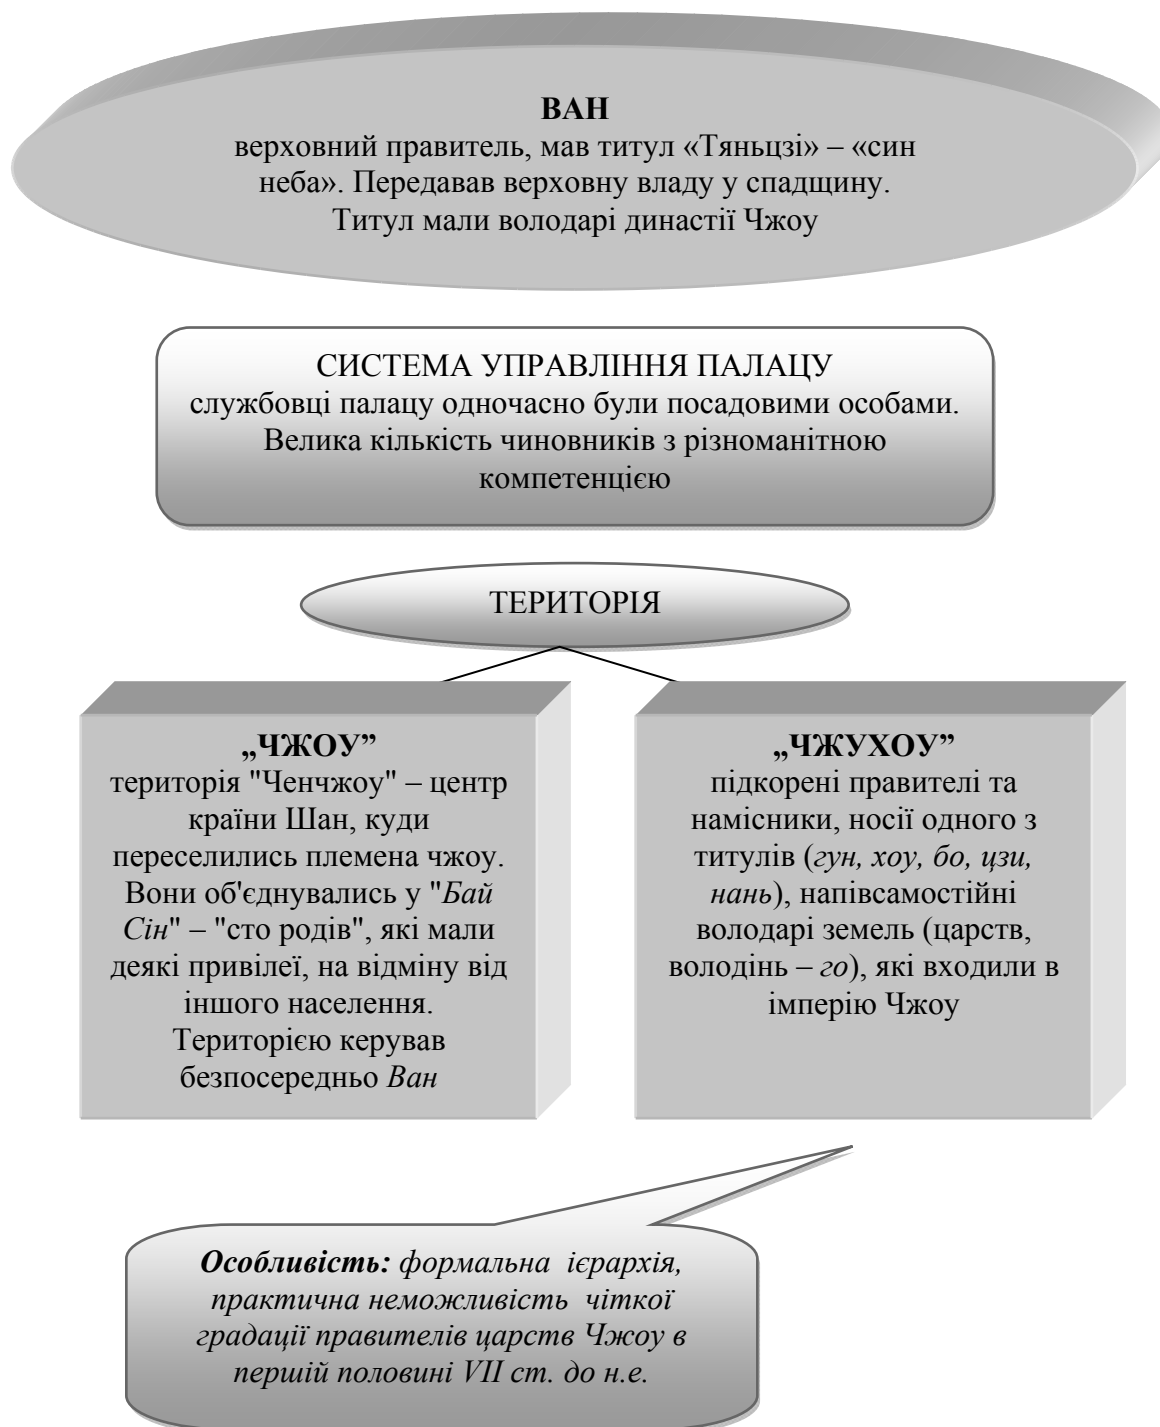 ВАН
верховний правитель, мав титул «Тяньцзі» – «син
неба». Передавав верховну владу у спадщину.
Титул мали володарі династії Чжоу
СИСТЕМА УПРАВЛІННЯ ПАЛАЦУ
службовці палацу одночасно були посадовими особами.
Велика кількість чиновників з різноманітною
компетенцією
ТЕРИТОРІЯ
„ЧЖОУ”
територія "Ченчжоу" – центр
країни Шан, куди
переселились племена чжоу.
Вони об'єднувались у "Бай
Сін" – "сто родів", які мали
деякі привілеї, на відміну від
іншого населення.
Територією керував
безпосередньо Ван
„ЧЖУХОУ”
підкорені правителі та
намісники, носії одного з
титулів (гун, хоу, бо, цзи,
нань), напівсамостійні
володарі земель (царств,
володінь – го), які входили в
імперію Чжоу
Особливість: формальна ієрархія,
практична неможливість чіткої
градації правителів царств Чжоу в
першій половині VII ст. до н.е.